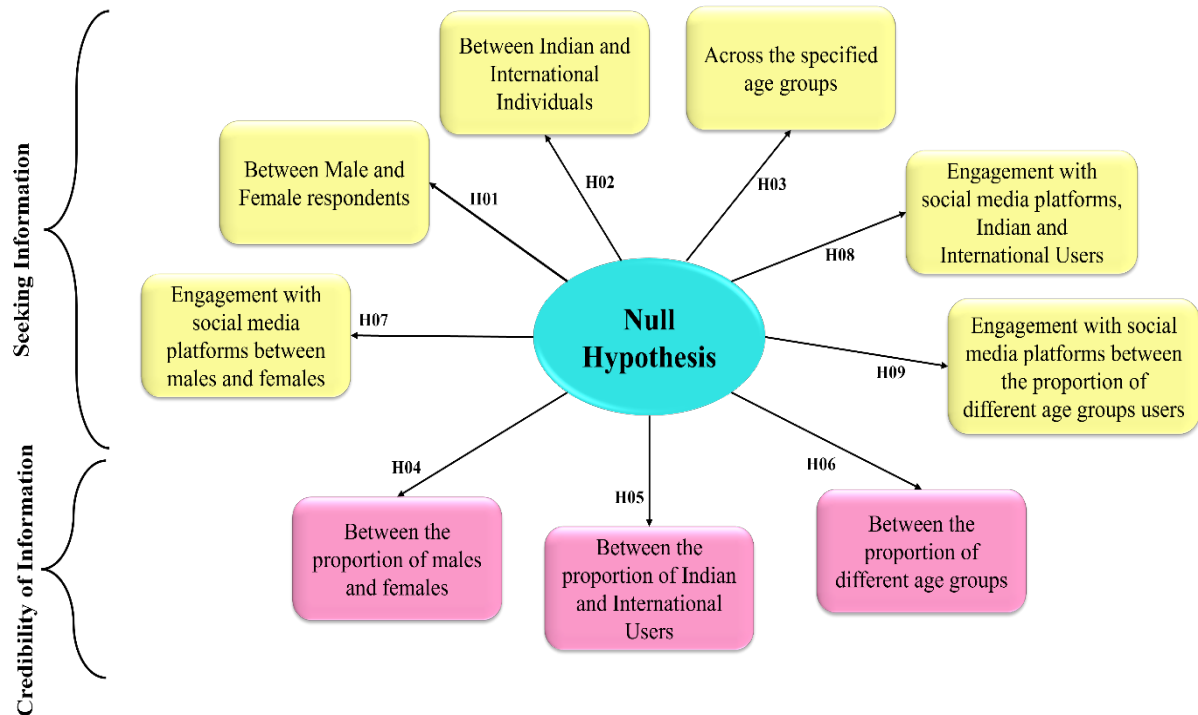 Seeking Information
Credibility of Information
Between Indian and
International
Individuals
Across the specified
age groups
Between Male and
Female respondents
H01
H02
H03
Engagement with
social media platforms,
Indian and
International Users
H08
Engagement with
social media
platforms between
males and females
H07
Null
Hypothesis
Engagement with social
media platforms between
the proportion of
different age groups users
H09
H04
H05
H06
Between the
proportion of males
and females
Between the
proportion of Indian
and International
Users
Between the
proportion of
different age groups